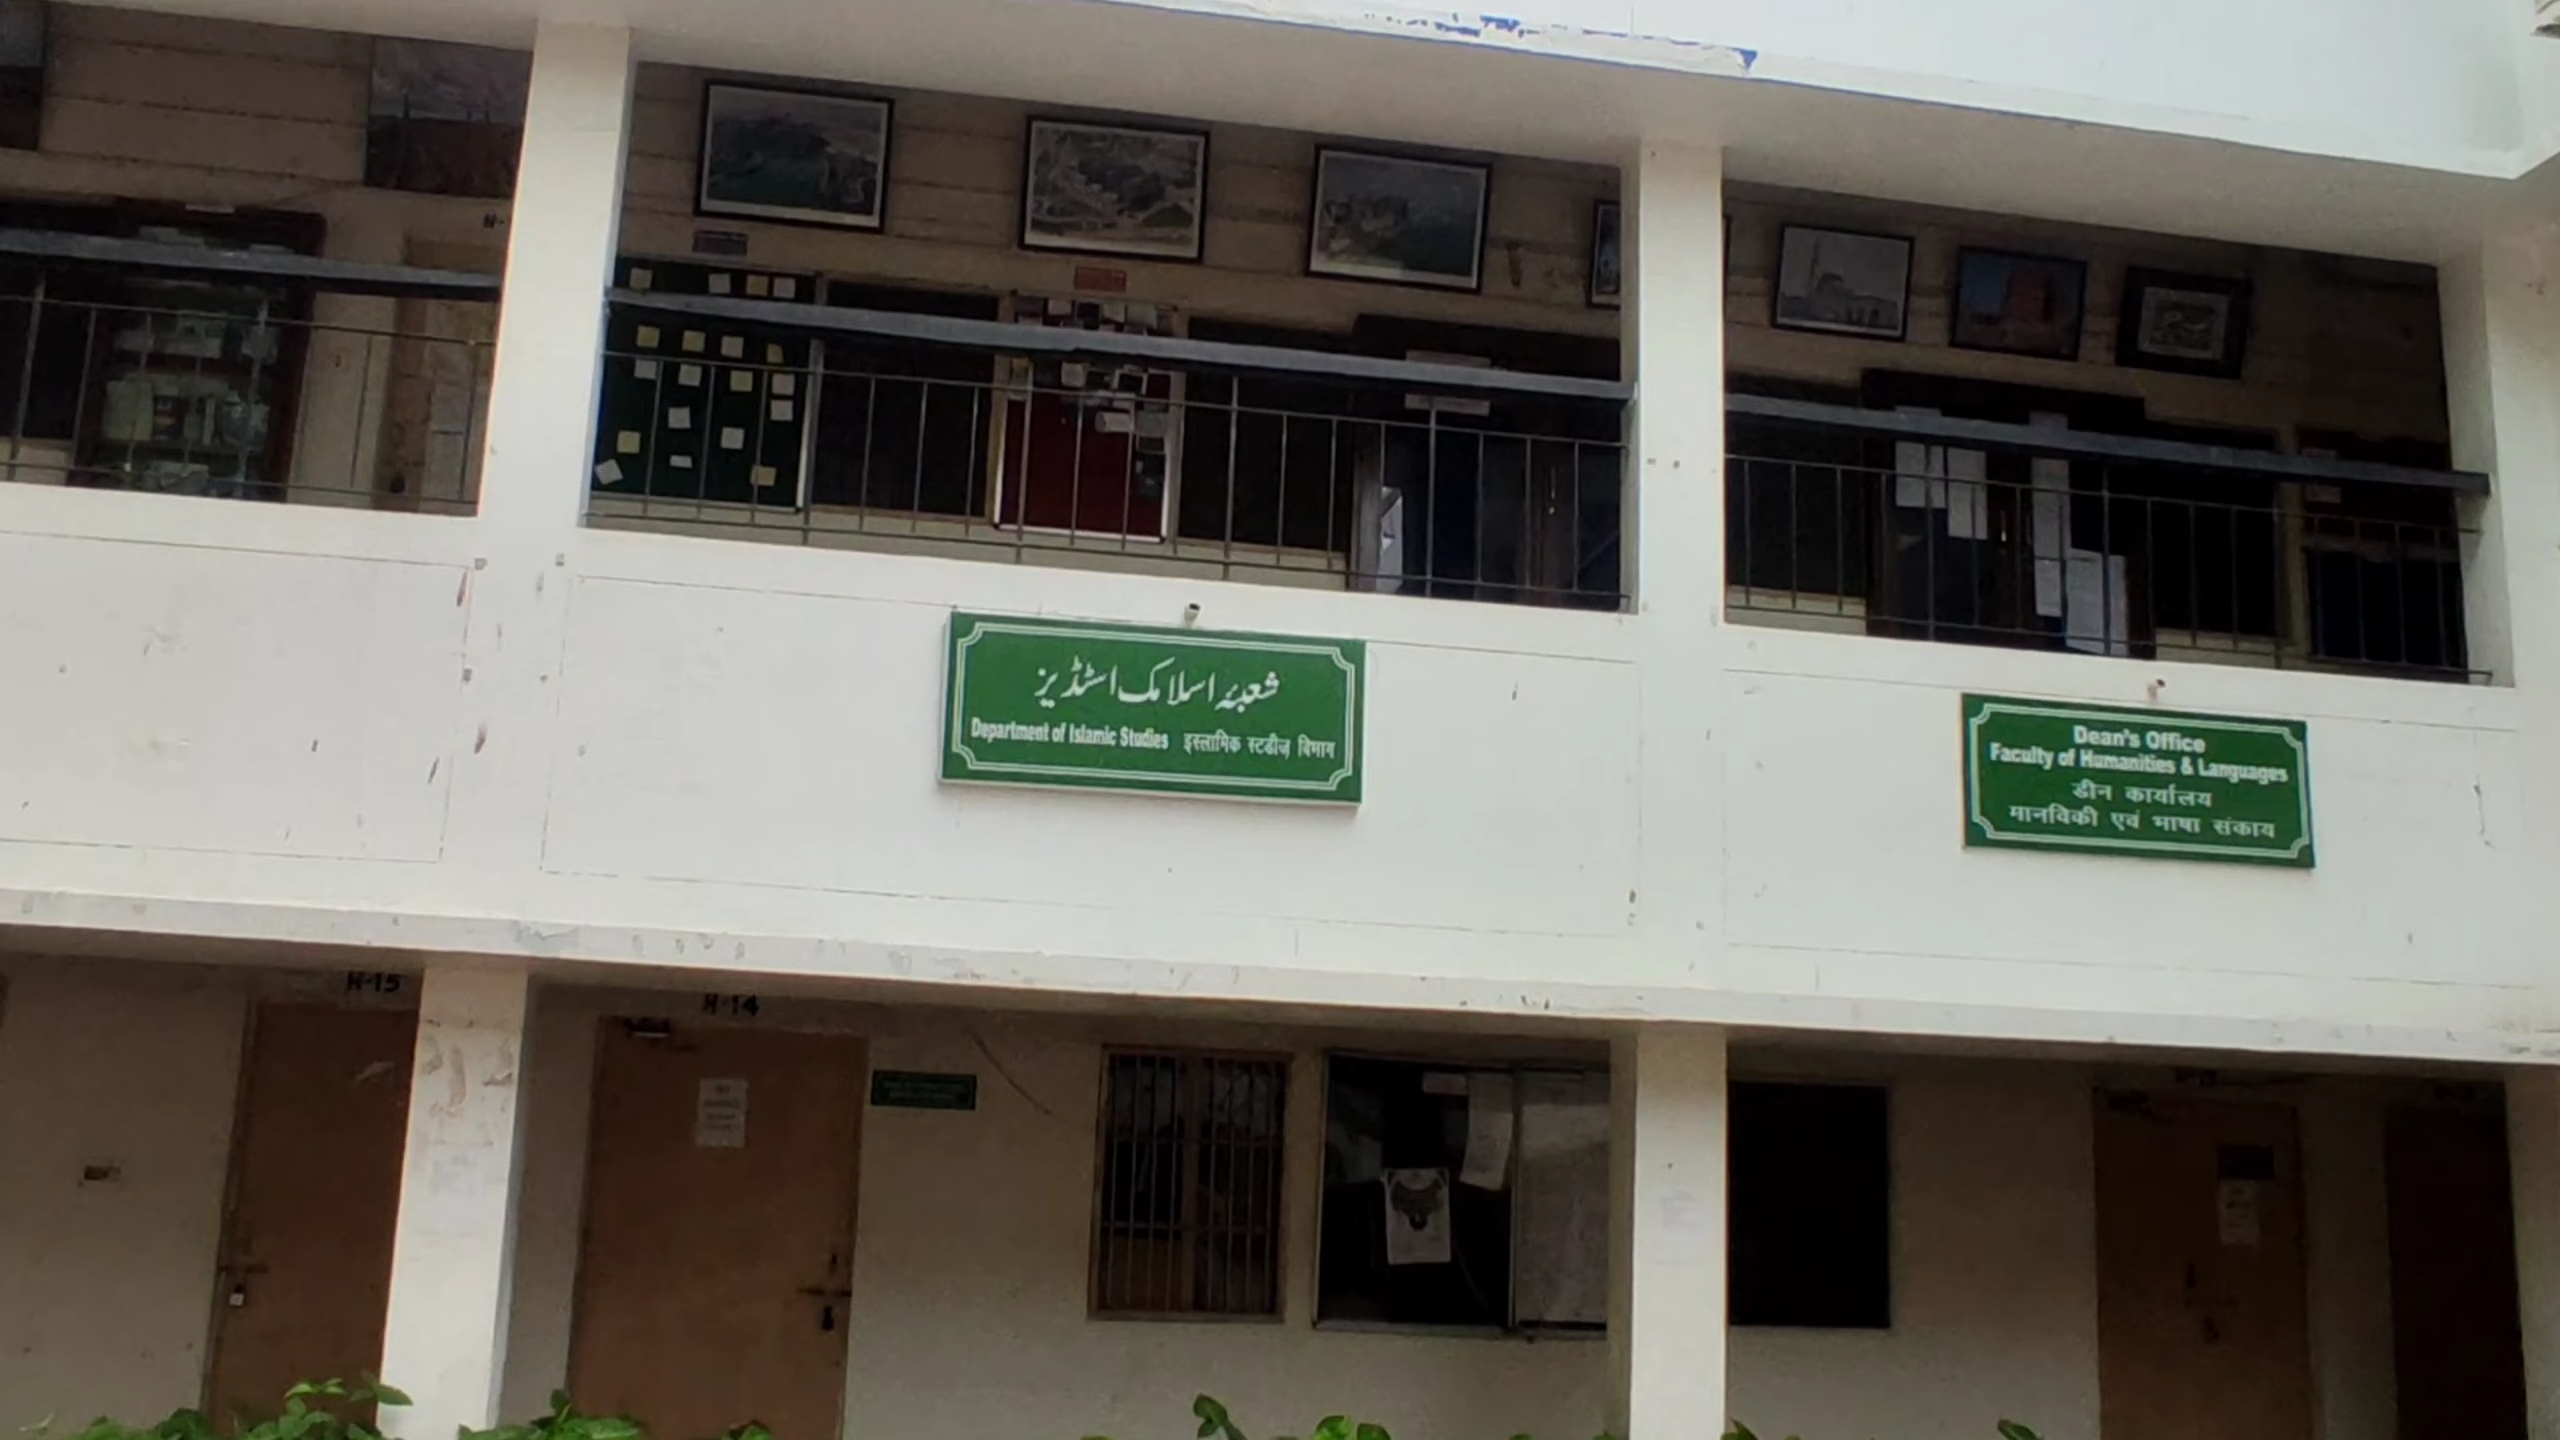 شعبۂ اسلامک اسٹڈیز
Department of Islamic Studies इस्लामिक स्टडीज़ विभाग
Dean's Office
Faculty of Humanities & Languages
डीन कार्यालय
मानविकी एवं भाषा संकाय
H-15
H-14